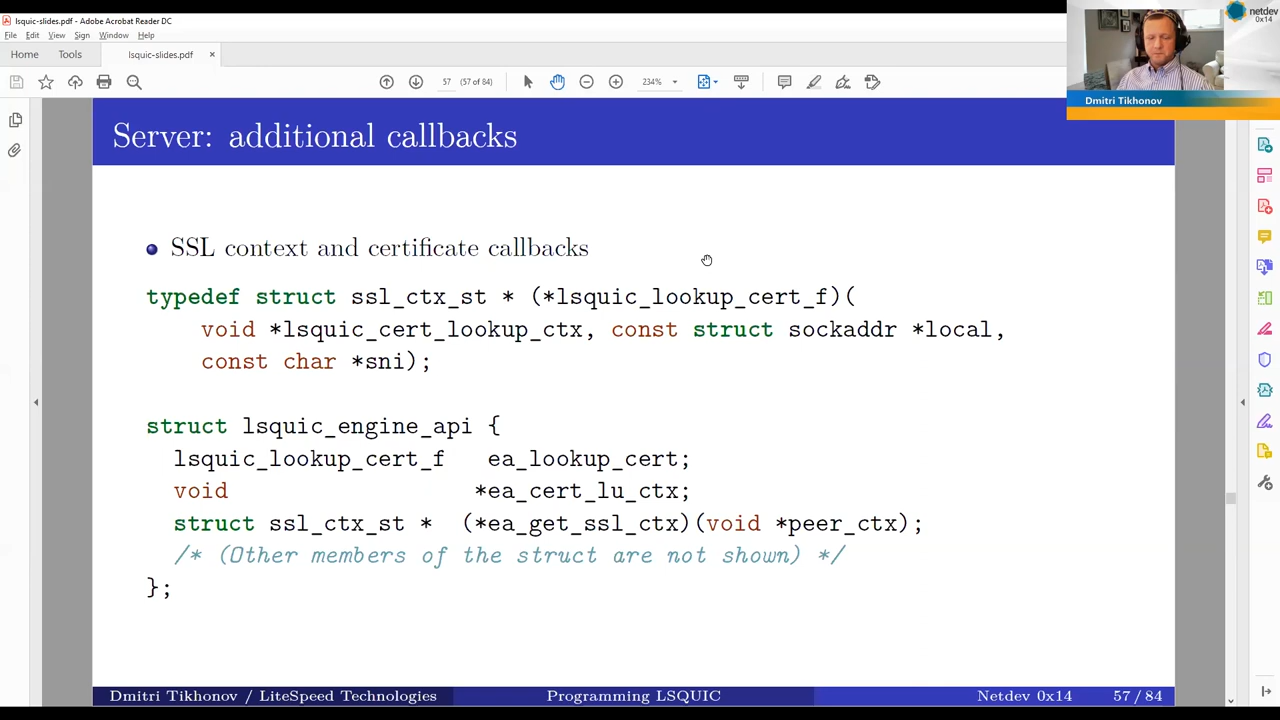 lsquic-slides.pdf - Adobe Acrobat Reader DC
File Edit View Sign Window Help
Home Tools lsquic-slides.pdf ×
57 (57 of 84) 234%
netdev
0x14
Dmitri Tikhonov
Server: additional callbacks
SSL context and certificate callbacks
typedef struct ssl_ctx_st * (*lsquic_lookup_cert_f)(
void *lsquic_cert_lookup_ctx, const struct sockaddr *local,
const char *sni);
struct lsquic_engine_api {
lsquic_lookup_cert_f ea_lookup_cert;
void *ea_cert_lu_ctx;
struct ssl_ctx_st * (*ea_get_ssl_ctx)(void *peer_ctx);
/* (Other members of the struct are not shown) */
};
Dmitri Tikhonov / LiteSpeed Technologies Programming LSQUIC Netdev 0x14 57 / 84